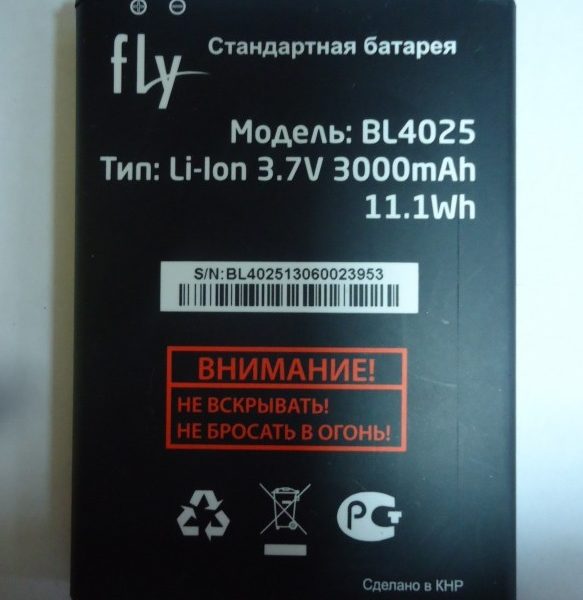 ⊕ ⊖
fly Стандартная батарея
Модель: BL4025
Тип: Li-Ion 3.7V 3000mAh
11.1Wh
S/N:BL402513060023953
ВНИМАНИЕ!
НЕ ВСКРЫВАТЬ!
НЕ БРОСАТЬ В ОГОНЬ!
РСТ
Сделано в КНР